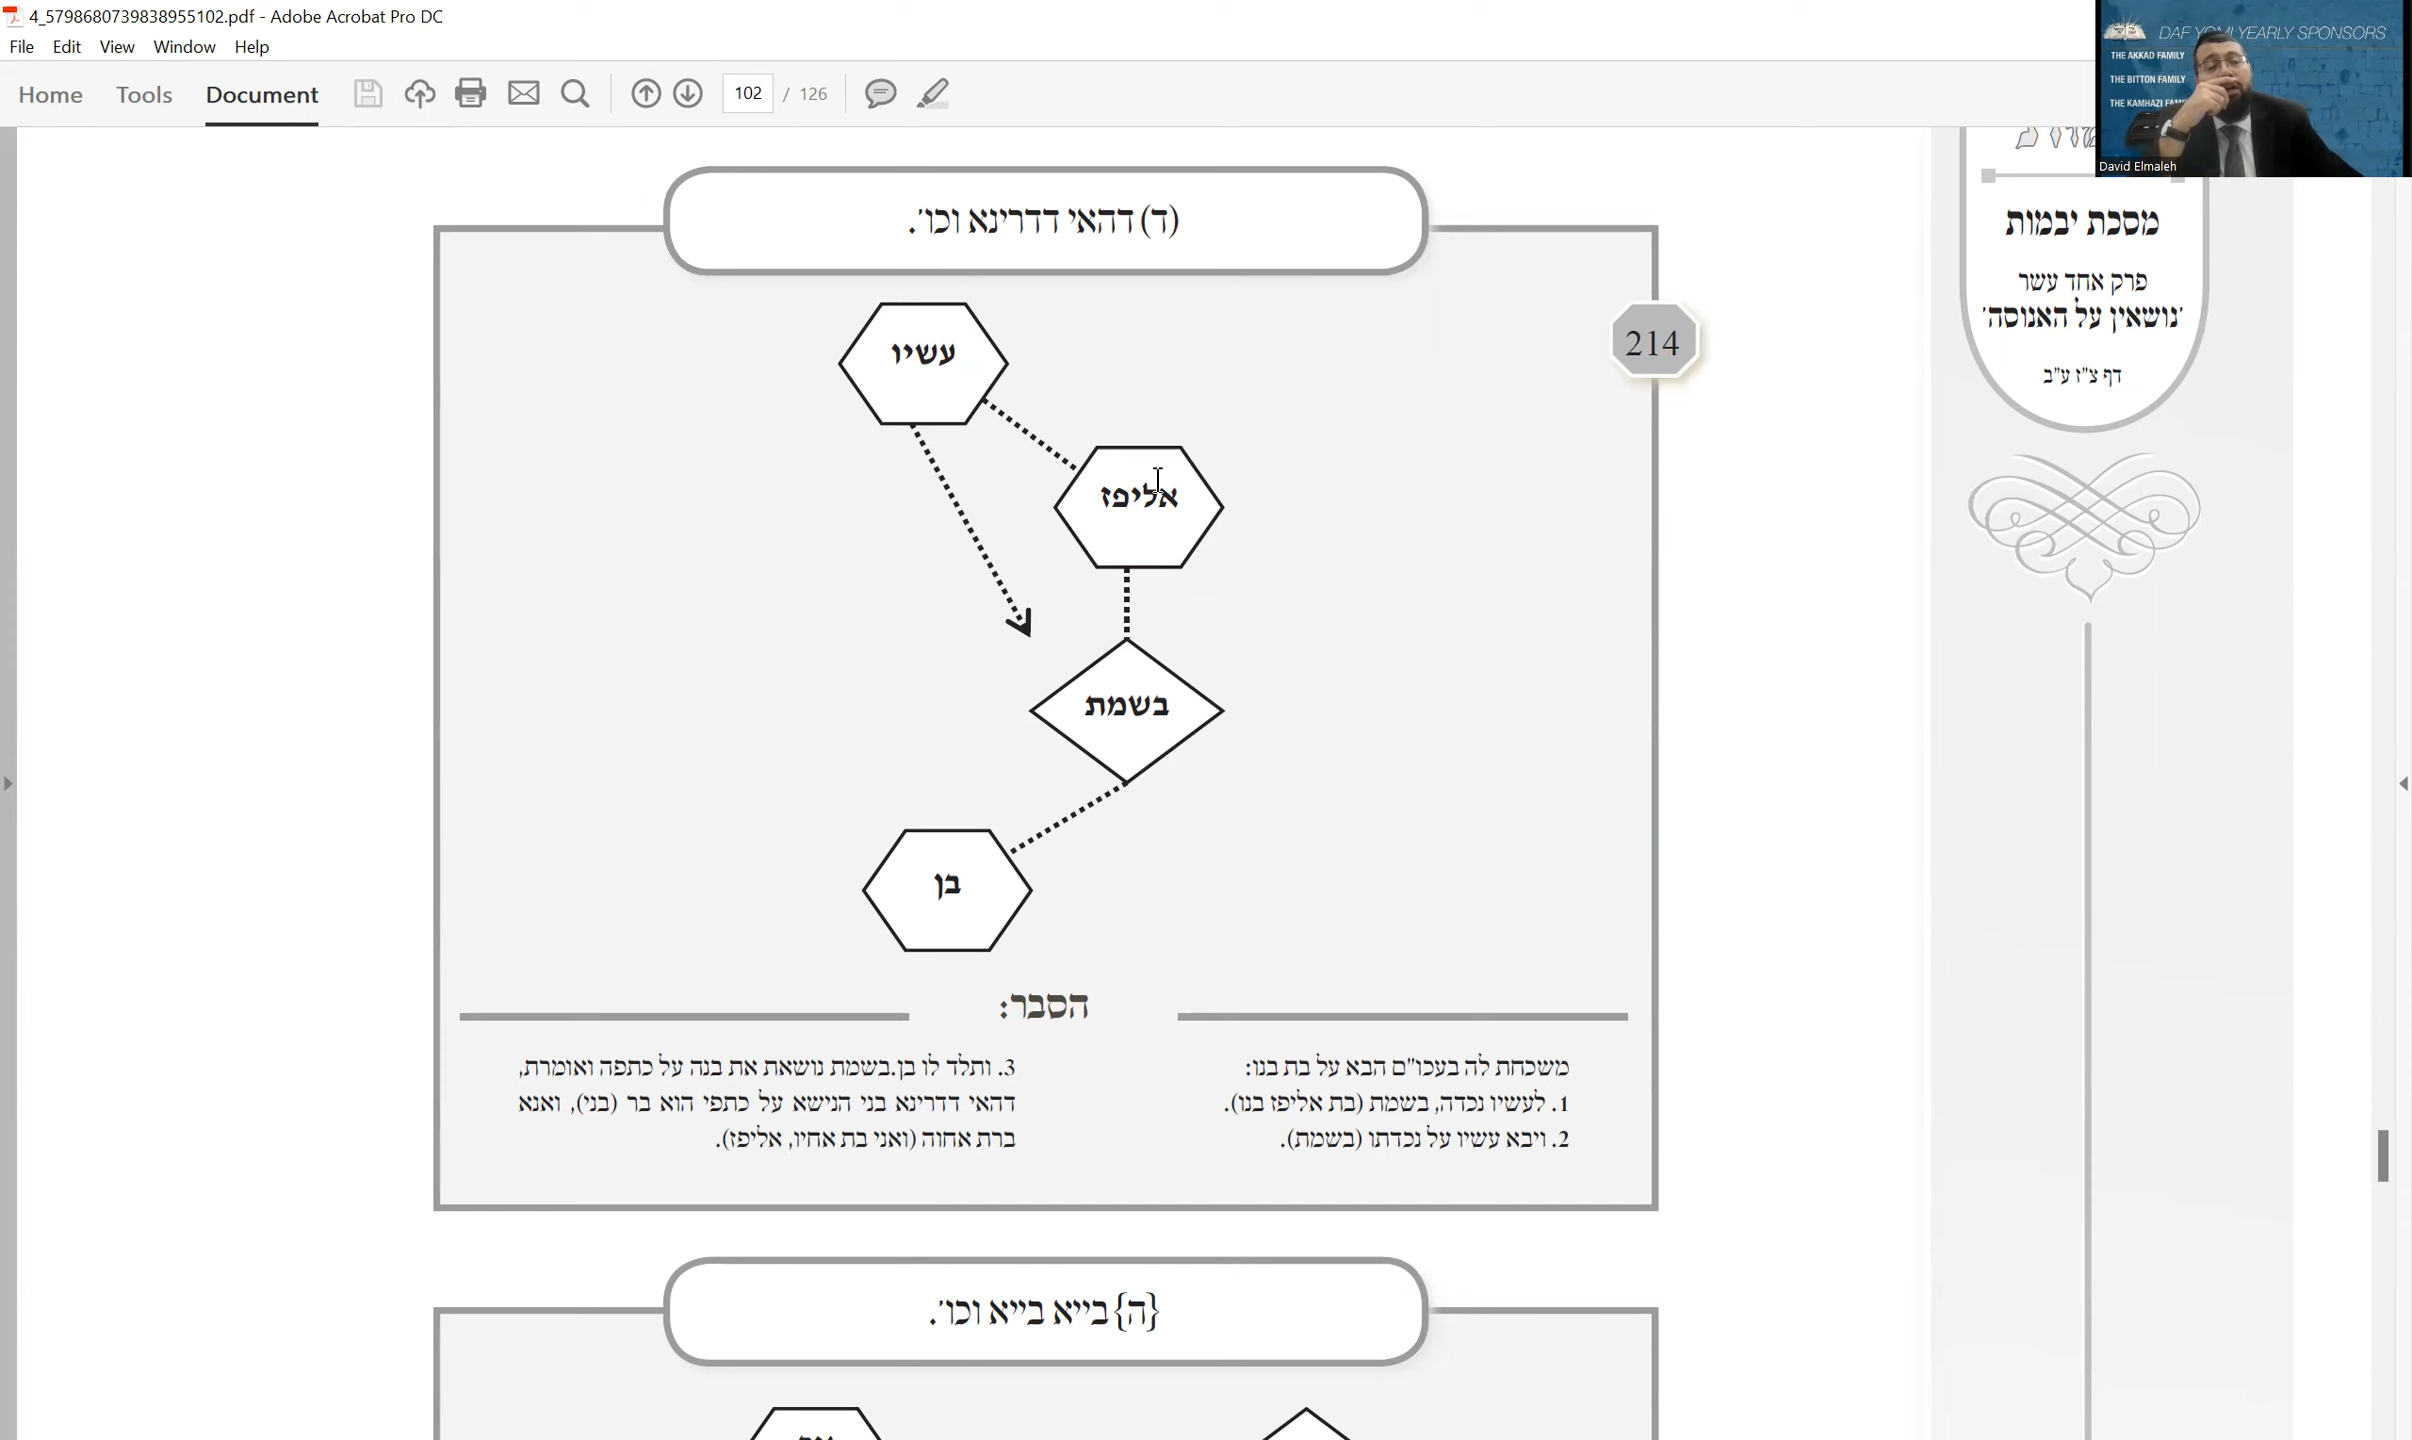 4_5798680739838955102.pdf - Adobe Acrobat Pro DC
File Edit View Window Help
Home Tools Document 102 / 126
DAF YOMI YEARLY SPONSORS
THE AKKAD FAMILY
THE BITTON FAMILY
THE KAMHAZI FAMI
David Elmaleh
מסכת יבמות
פרק אחד עשר
'נושאין על האנוסה'
דף צ"ז ע"ב
(ד) דהאי דדרינא וכו'.
214
עשיו
אליפז
בשמת
בן
הסבר:
משכחת לה בעכו"ם הבא על בת בנו:
1. לעשיו נכדה, בשמת (בת אליפז בנו).
2. ויבא עשיו על נכדתו (בשמת).
3. ותלד לו בן.בשמת נושאת את בנה על כתפה ואומרת,
דהאי דדרינא בני הנישא על כתפי הוא בר (בני), ואנא
ברת אחוה (ואני בת אחיו, אליפז).
{ה} בייא בייא וכו'.